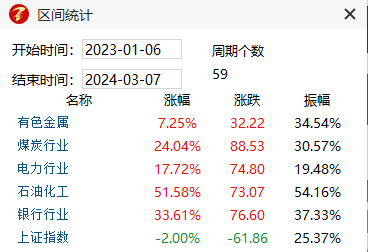 区间统计
开始时间: 2023-01-06 周期个数
结束时间: 2024-03-07 59
名称 涨幅 涨跌 振幅
有色金属 7.25% 32.22 34.54%
煤炭行业 24.04% 88.53 30.57%
电力行业 17.72% 74.80 19.48%
石油化工 51.58% 73.07 54.16%
银行行业 33.61% 76.60 37.33%
上证指数 -2.00% -61.86 25.37%